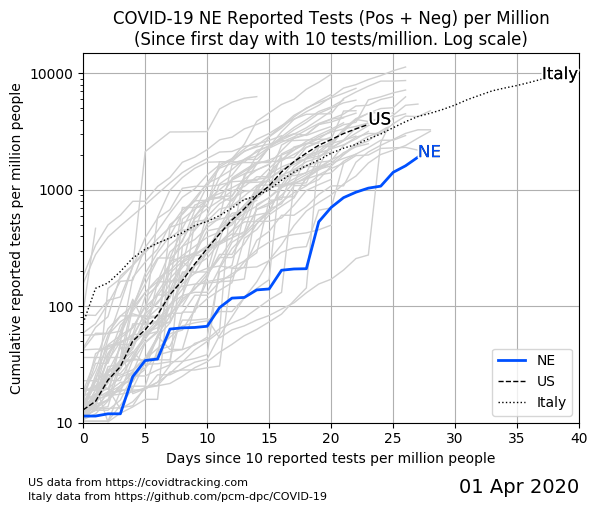 COVID-19 NE Reported Tests (Pos + Neg) per Million
(Since first day with 10 tests/million. Log scale)
Cumulative reported tests per million people
10000
1000
100
10
Italy
US
NE
NE
US
Italy
0 5 10 15 20 25 30 35 40
Days since 10 reported tests per million people
US data from https://covidtracking.com
Italy data from https://github.com/pcm-dpc/COVID-19
01 Apr 2020